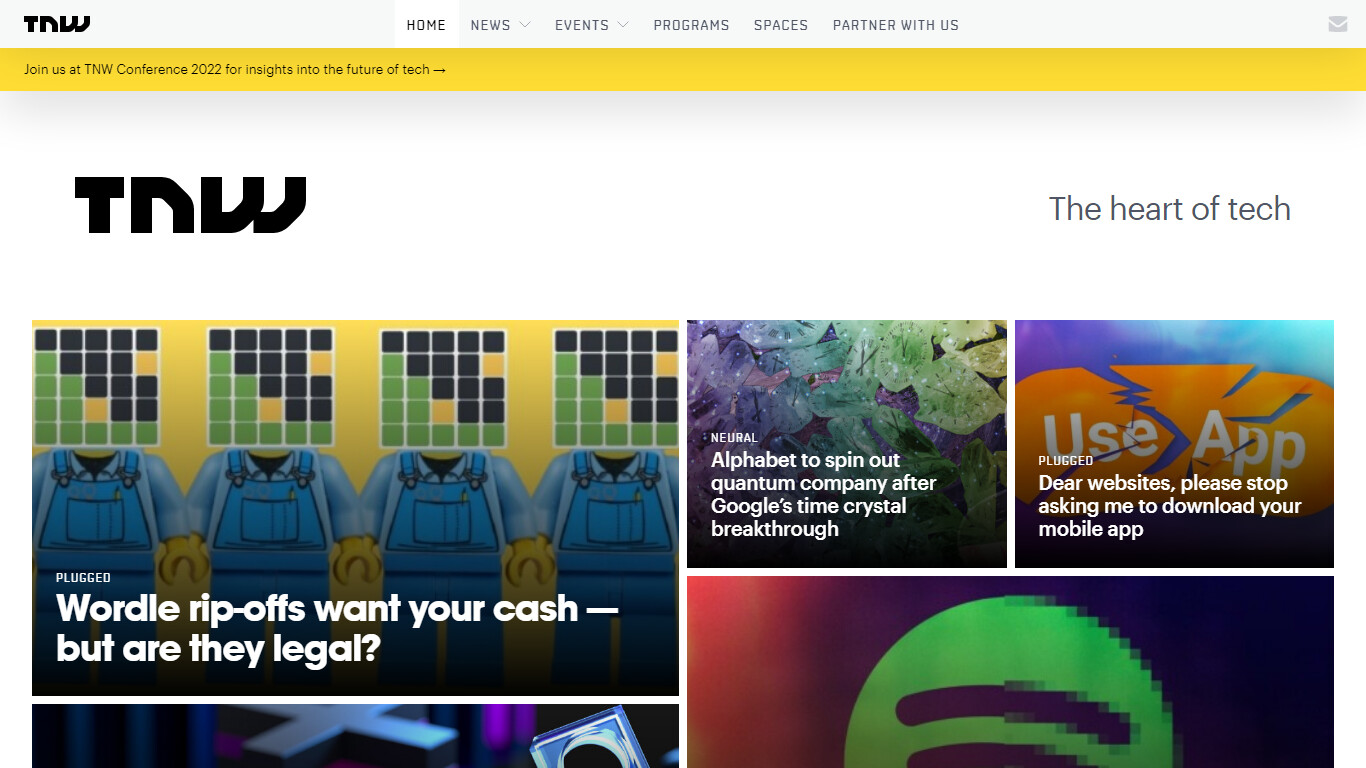 TNW
HOME
NEWS
EVENTS
PROGRAMS
SPACES
PARTNER WITH US
Join us at TNW Conference 2022 for insights into the future of tech →
TNW
The heart of tech
PLUGGED
Wordle rip-offs want your cash —
but are they legal?
NEURAL
Alphabet to spin out
quantum company after
Google's time crystal
breakthrough
Use App
PLUGGED
Dear websites, please stop
asking me to download your
mobile app